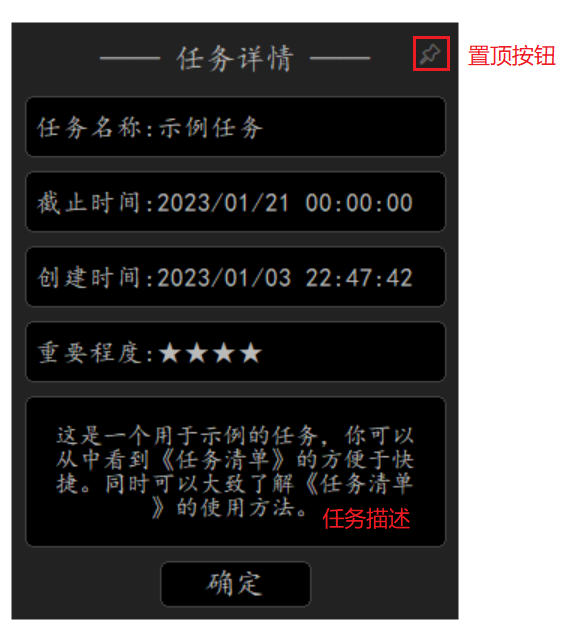 任务详情
置顶按钮
任务名称:示例任务
截止时间:2023/01/21 00:00:00
创建时间:2023/01/03 22:47:42
重要程度:★★★★
这是一个用于示例的任务，你可以
从中看到《任务清单》的方便于快
捷。同时可以大致了解《任务清单
》的使用方法。
任务描述
确定